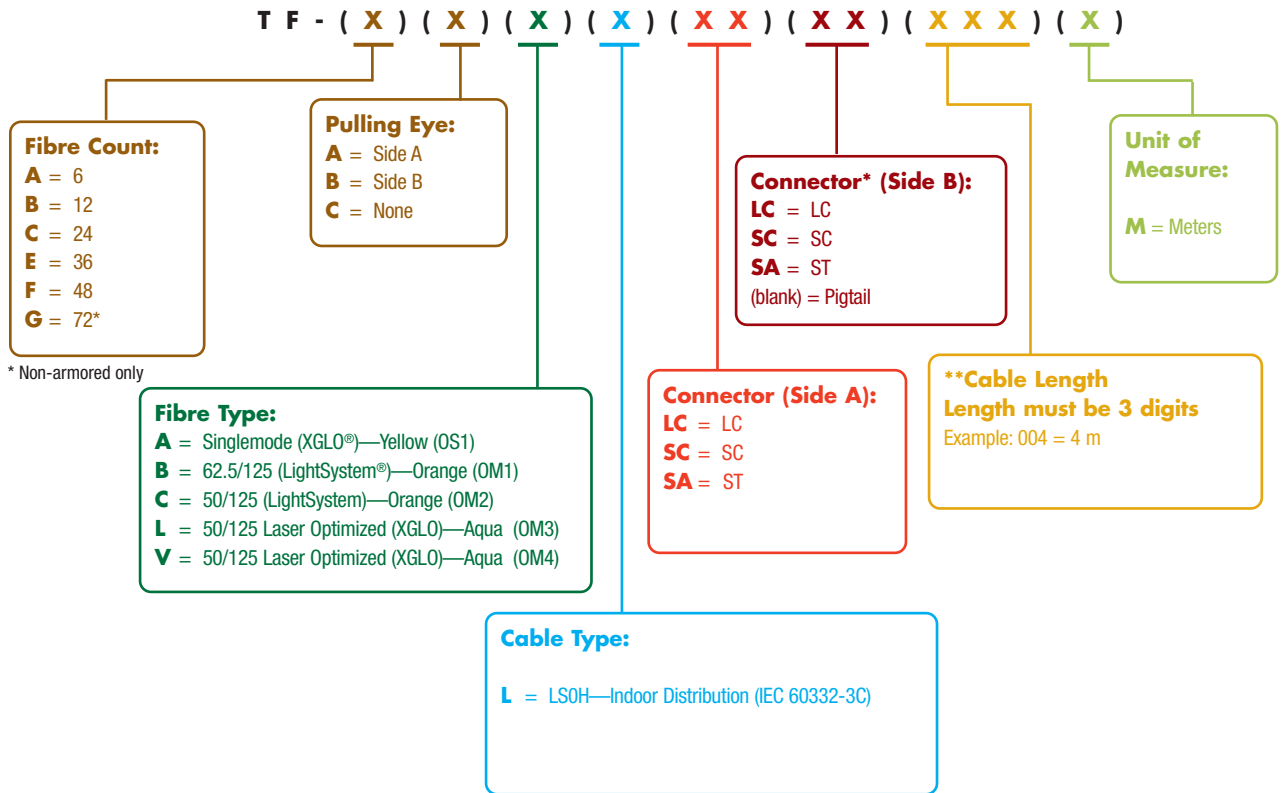 T F - ( X ) ( X ) ( X ) ( X ) ( X X ) ( X X ) ( X X X ) ( X )
Fibre Count:
A = 6
B = 12
C = 24
E = 36
F = 48
G = 72*
* Non-armored only
Pulling Eye:
A = Side A
B = Side B
C = None
Fibre Type:
A = Singlemode (XGLO®)—Yellow (OS1)
B = 62.5/125 (LightSystem®)—Orange (OM1)
C = 50/125 (LightSystem)—Orange (OM2)
L = 50/125 Laser Optimized (XGLO)—Aqua (OM3)
V = 50/125 Laser Optimized (XGLO)—Aqua (OM4)
Cable Type:
L = LS0H—Indoor Distribution (IEC 60332-3C)
Connector (Side A):
LC = LC
SC = SC
SA = ST
Connector* (Side B):
LC = LC
SC = SC
SA = ST
(blank) = Pigtail
**Cable Length
Length must be 3 digits
Example: 004 = 4 m
Unit of
Measure:
M = Meters